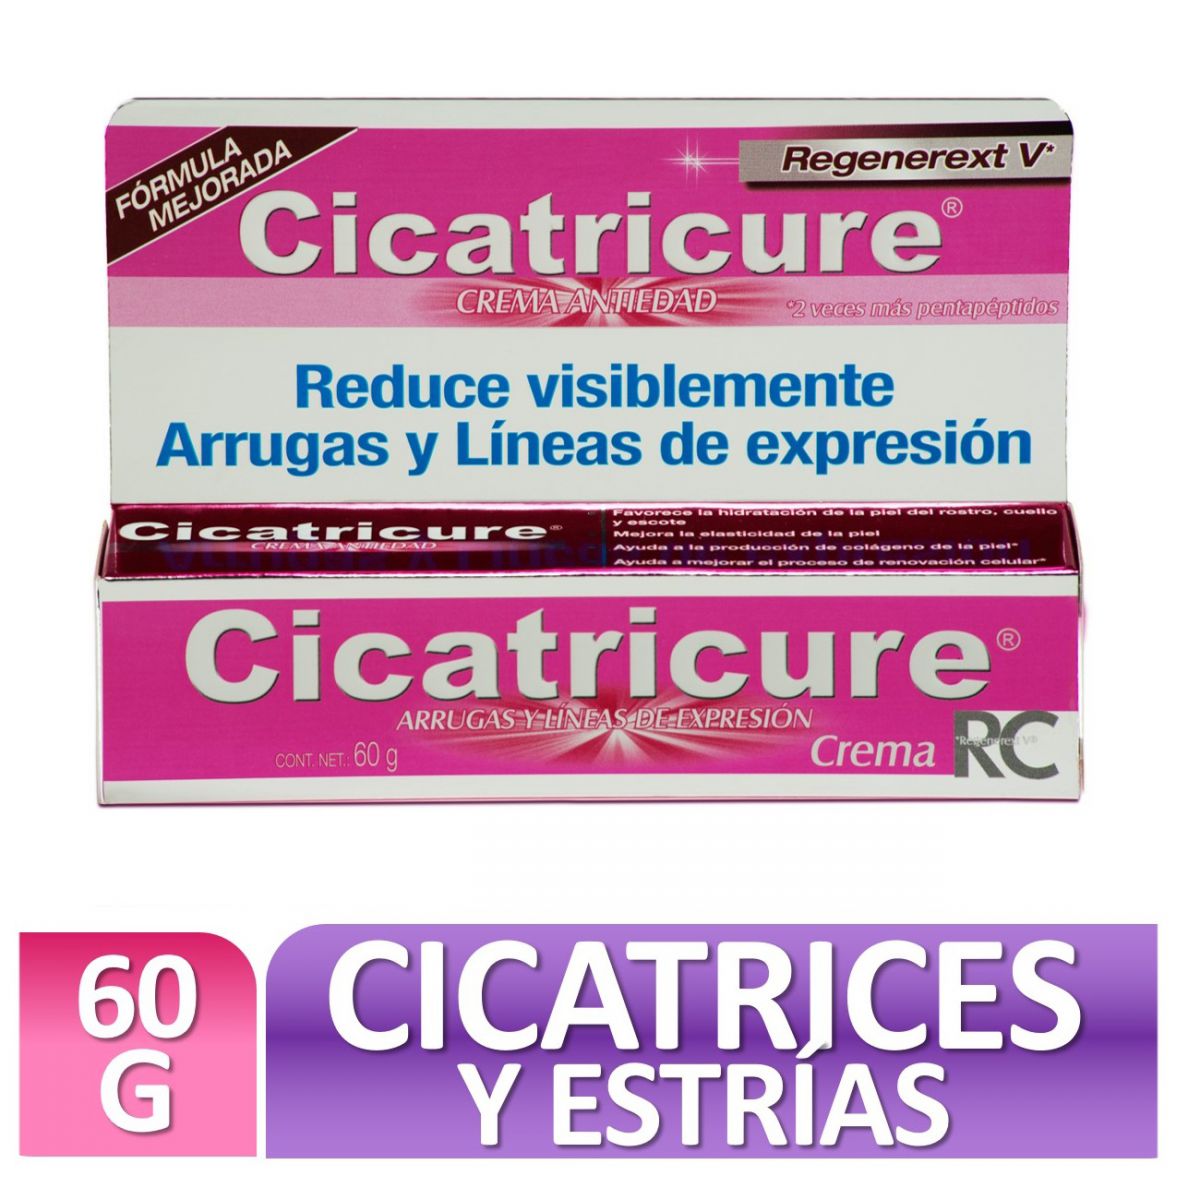 FÓRMULA
MEJORADA
Regenerext V*
Cicatricure®
CREMA ANTIEDAD
*2 veces más pentapéptidos
Reduce visiblemente
Arrugas y Líneas de expresión
Cicatricure®
CREMA ANTIEDAD
Favorece la hidratación de la piel del rostro, cuello
y escote
Mejora la elasticidad de la piel
Ayuda a la producción de colágeno de la piel*
Ayuda a mejorar el proceso de renovación celular*
Cicatricure®
ARRUGAS Y LÍNEAS DE EXPRESIÓN
CONT. NET.: 60 g
Crema RC
*Regenerext V®
60
G
CICATRICES
Y ESTRÍAS